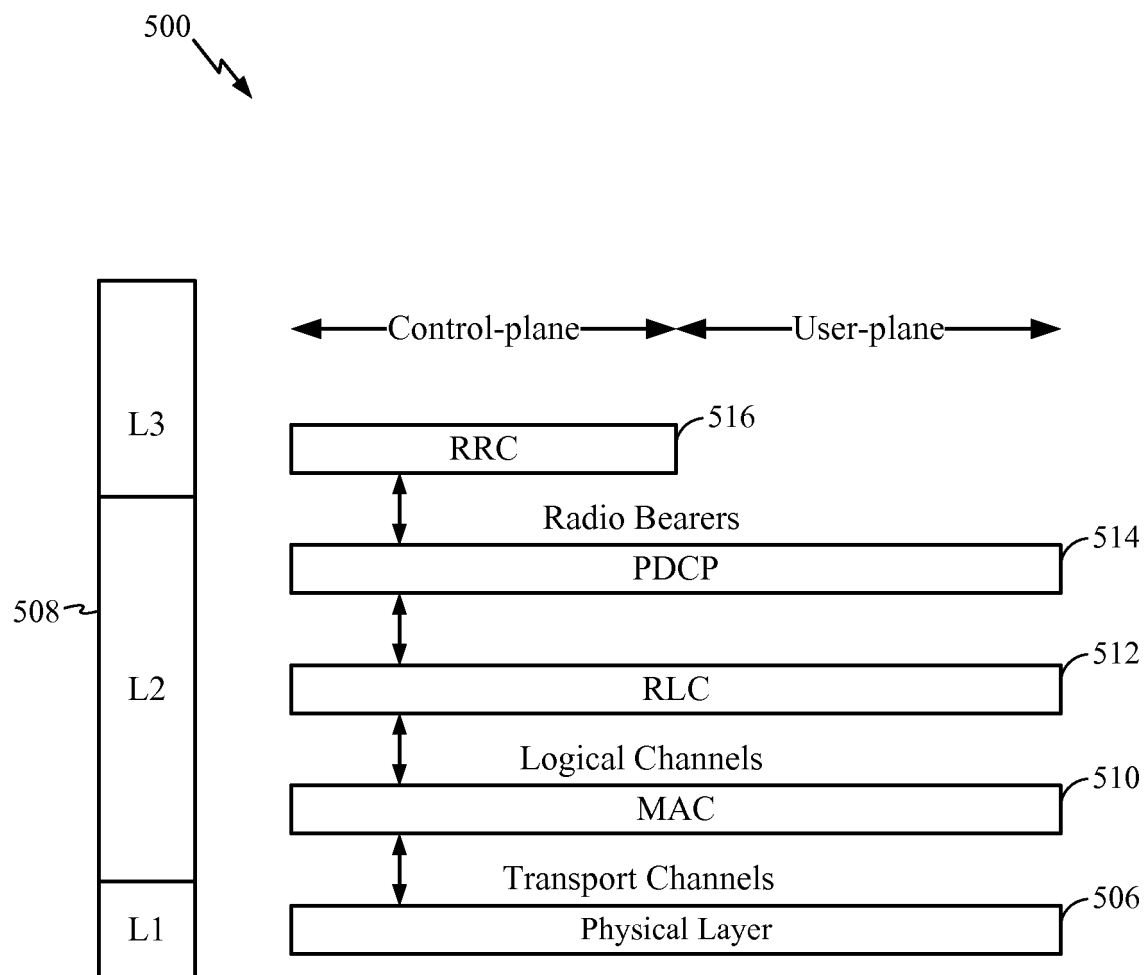 500
Control-plane User-plane
L3
RRC
516
Radio Bearers
PDCP
514
508
L2
RLC
512
Logical Channels
MAC
510
Transport Channels
Physical Layer
506
L1